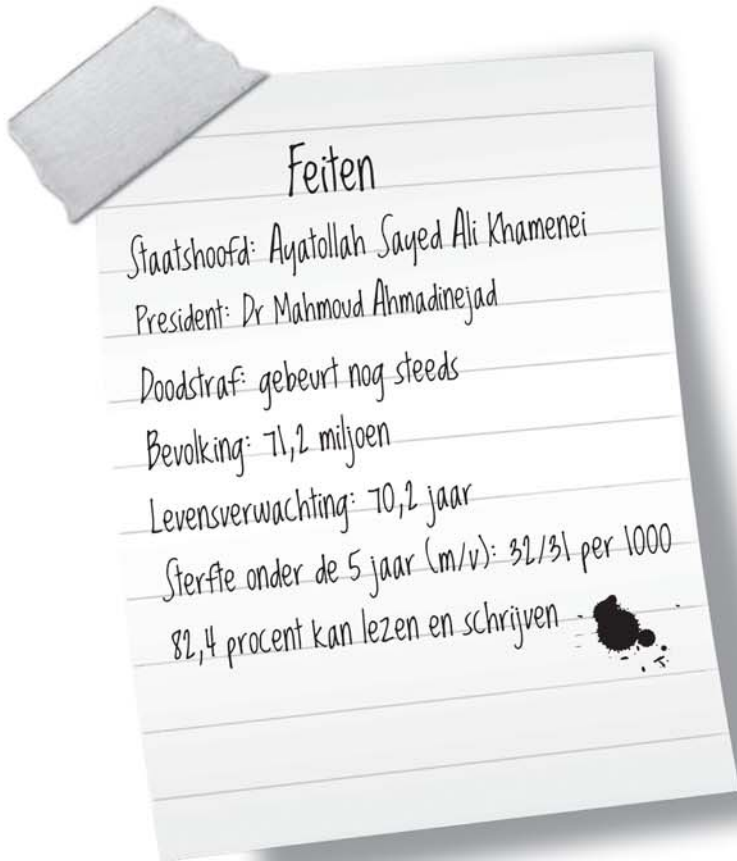 Feiten
Staatshoofd: Ayatollah Sayed Ali Khamenei
President: Dr Mahmoud Ahmadinejad
Doodstraf: gebeurt nog steeds
Bevolking: 71,2 miljoen
Levensverwachting: 70,2 jaar
Sterfte onder de 5 jaar (m/v): 32/31 per 1000
82,4 procent kan lezen en schrijven